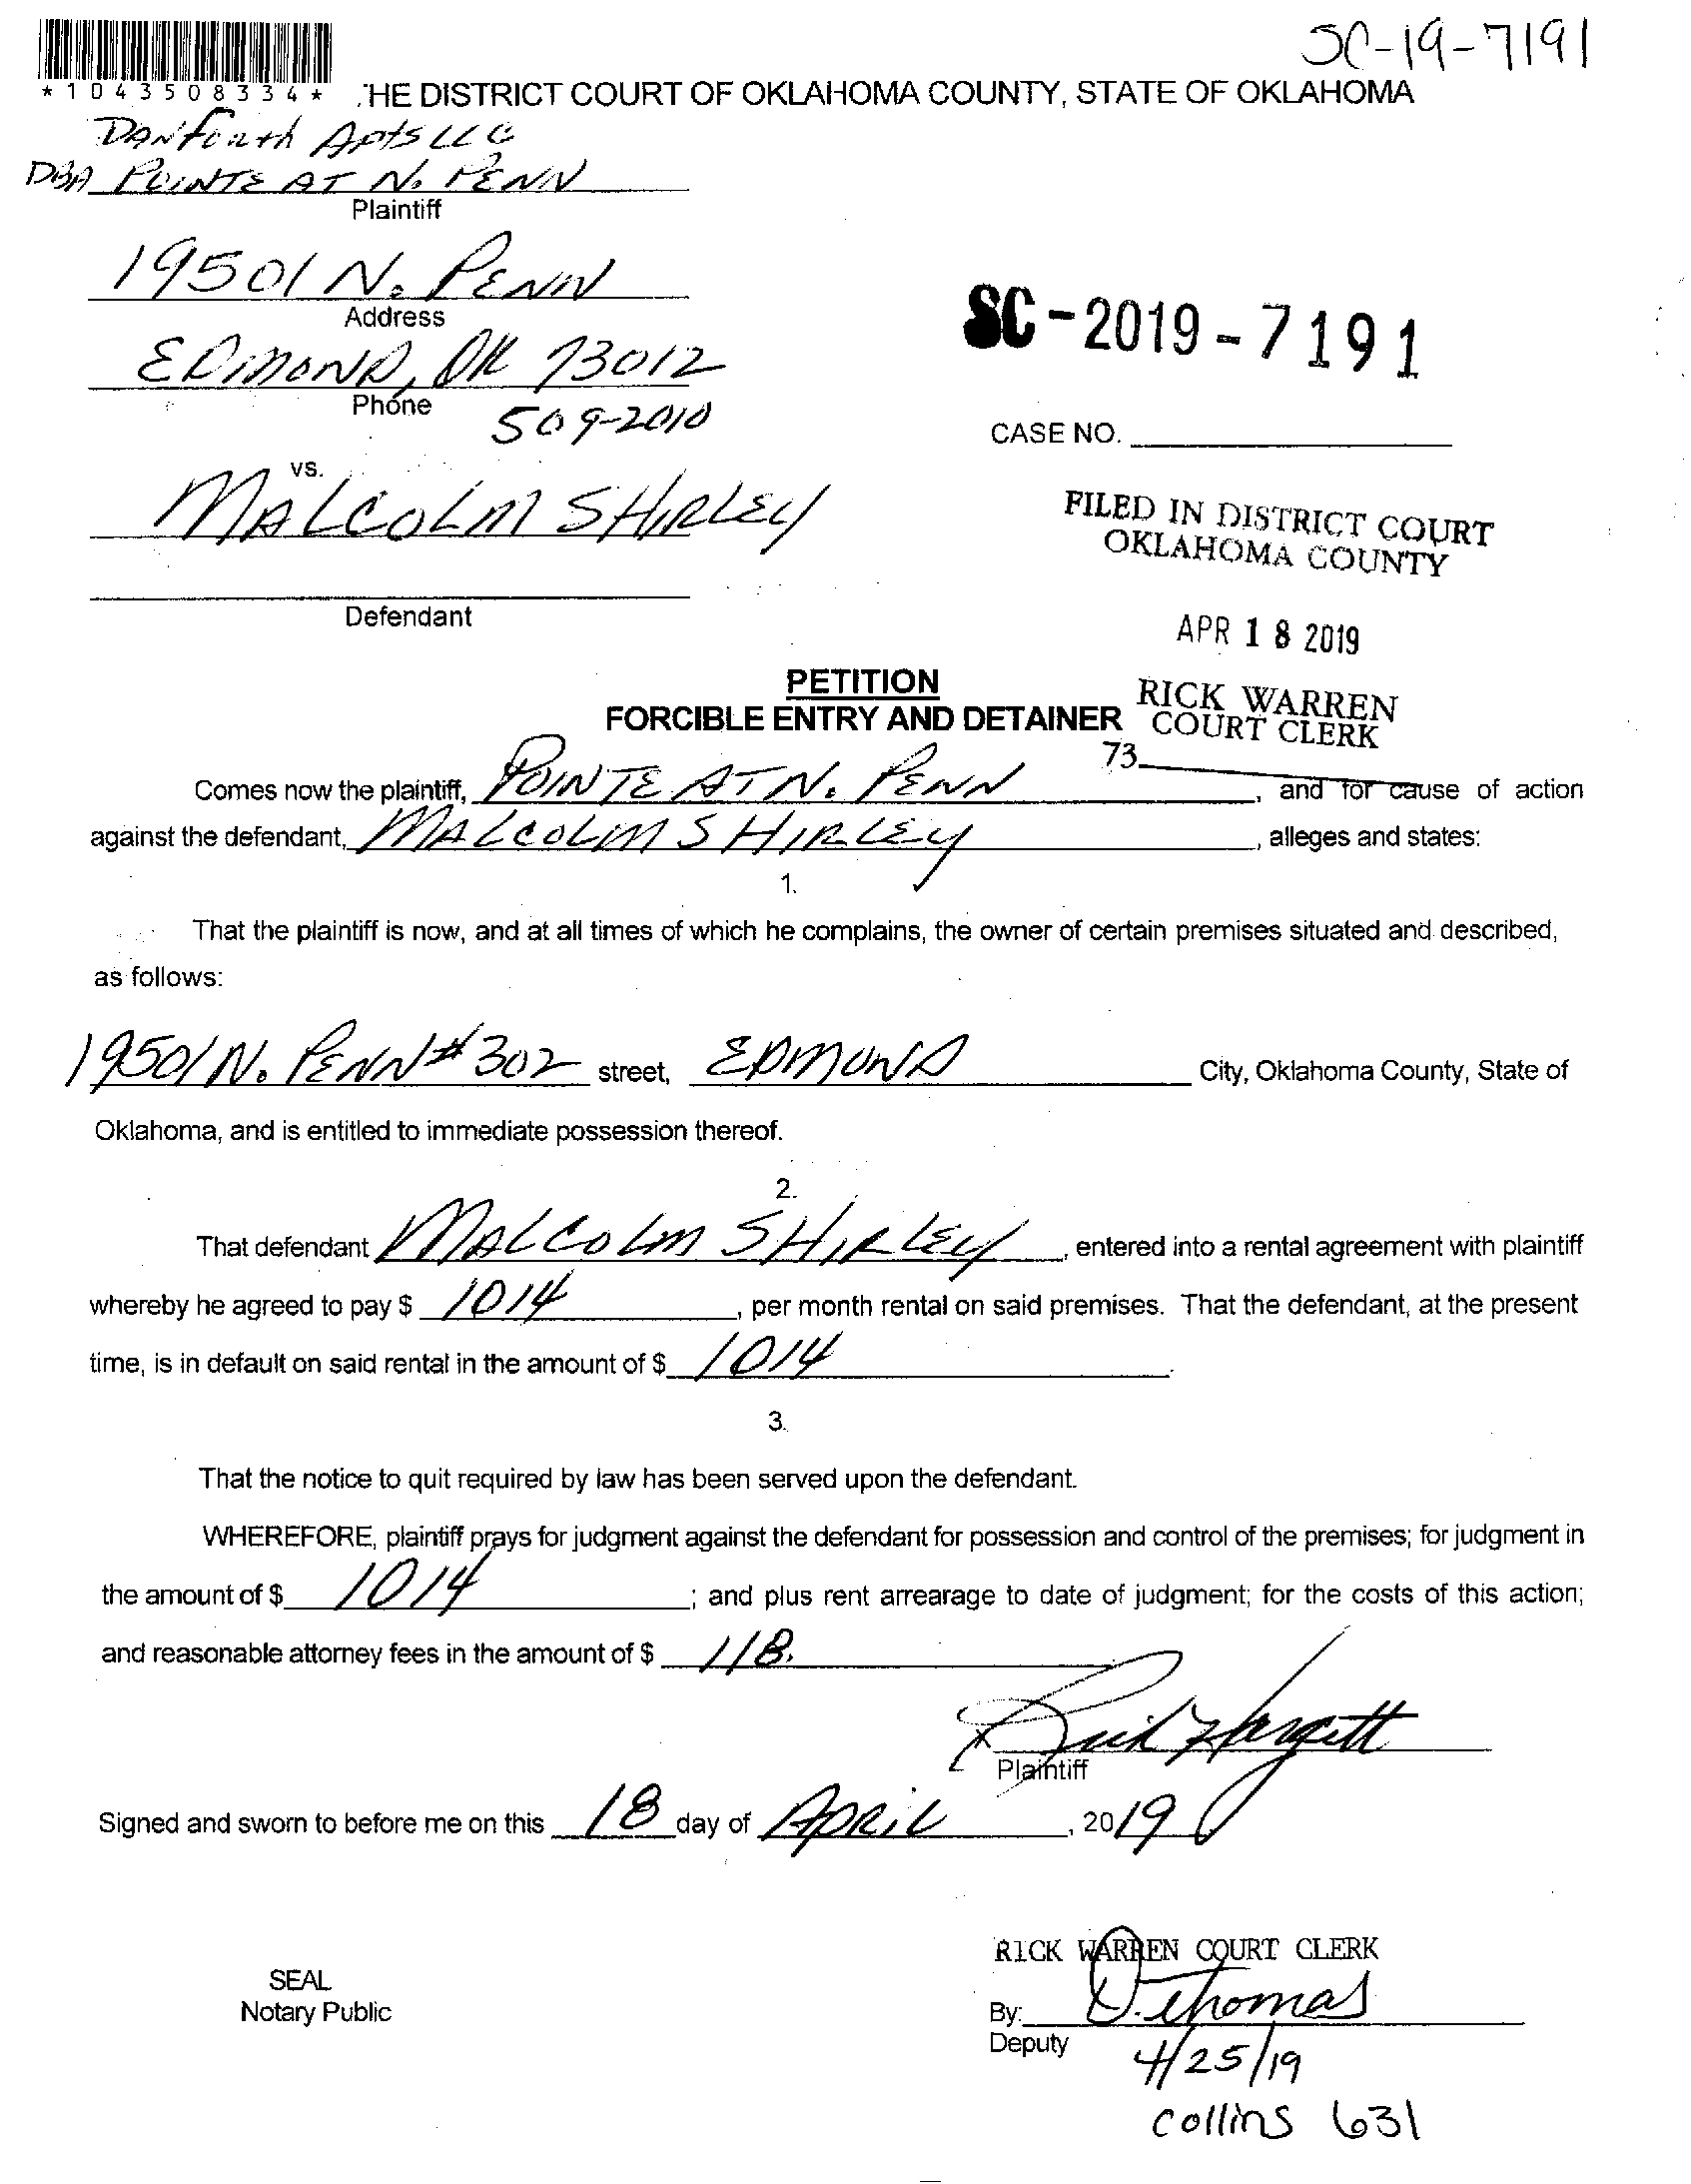 SC-19-7191
*1043508334*
THE DISTRICT COURT OF OKLAHOMA COUNTY, STATE OF OKLAHOMA
DANforth Apts LLC
DBA POINTE AT N. PENN
Plaintiff
19501 N. PENN
Address
EDMOND, OK 73012
Phone
509-2010
SC-2019-7191
CASE NO.
vs.
MALCOLM SHIRLEY
Defendant
FILED IN DISTRICT COURT
OKLAHOMA COUNTY
APR 18 2019
RICK WARREN
COURT CLERK
73
PETITION
FORCIBLE ENTRY AND DETAINER
Comes now the plaintiff, POINTE AT N. PENN, and for cause of action
against the defendant, MALCOLM SHIRLEY, alleges and states:
1.
That the plaintiff is now, and at all times of which he complains, the owner of certain premises situated and described,
as follows:
19501 N. PENN #302 street, EDMOND City, Oklahoma County, State of
Oklahoma, and is entitled to immediate possession thereof.
2.
That defendant MALCOLM SHIRLEY, entered into a rental agreement with plaintiff
whereby he agreed to pay $ 1014, per month rental on said premises. That the defendant, at the present
time, is in default on said rental in the amount of $ 1014.
3.
That the notice to quit required by law has been served upon the defendant.
WHEREFORE, plaintiff prays for judgment against the defendant for possession and control of the premises; for judgment in
the amount of $ 1014; and plus rent arrearage to date of judgment; for the costs of this action;
and reasonable attorney fees in the amount of $ 118.
X Hargett
Plaintiff
Signed and sworn to before me on this 18 day of APRIL, 2019
RICK WARREN COURT CLERK
SEAL
Notary Public
By: D. Thomas
Deputy
4/25/19
collins 631